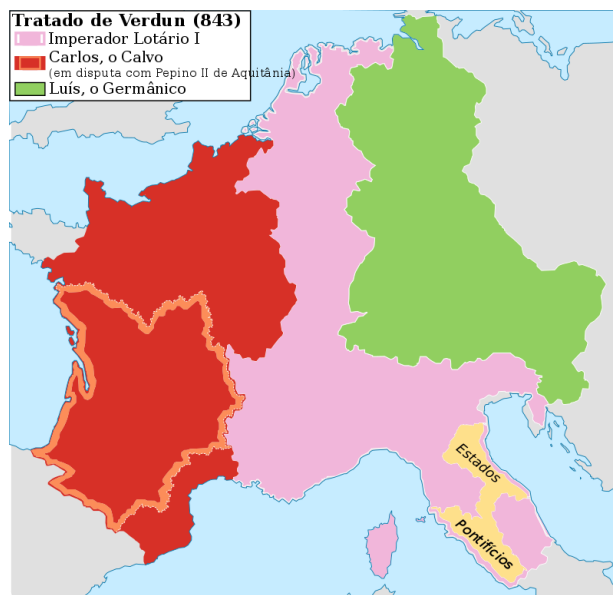 Tratado de Verdun (843)
Imperador Lotário I
Carlos, o Calvo
(em disputa com Pepino II de Aquitânia)
Luís, o Germânico
Estados
Pontifícios